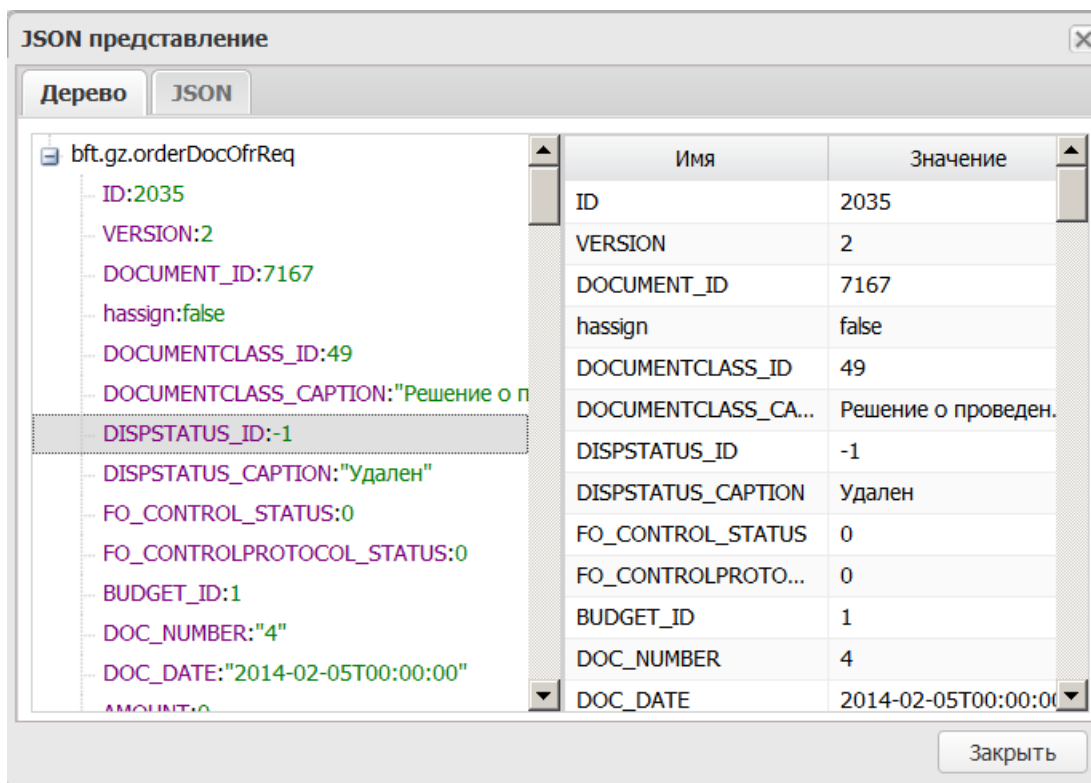 JSON представление
Дерево JSON
bft.gz.orderDocOfrReq
ID:2035
VERSION:2
DOCUMENT_ID:7167
hassign:false
DOCUMENTCLASS_ID:49
DOCUMENTCLASS_CAPTION:"Решение о п
DISPSTATUS_ID:-1
DISPSTATUS_CAPTION:"Удален"
FO_CONTROL_STATUS:0
FO_CONTROLPROTOCOL_STATUS:0
BUDGET_ID:1
DOC_NUMBER:"4"
DOC_DATE:"2014-02-05T00:00:00"
AMOUNT:0
Имя Значение
ID 2035
VERSION 2
DOCUMENT_ID 7167
hassign false
DOCUMENTCLASS_ID 49
DOCUMENTCLASS_CA... Решение о проведен.
DISPSTATUS_ID -1
DISPSTATUS_CAPTION Удален
FO_CONTROL_STATUS 0
FO_CONTROLPROTO... 0
BUDGET_ID 1
DOC_NUMBER 4
DOC_DATE 2014-02-05T00:00:00
Закрыть